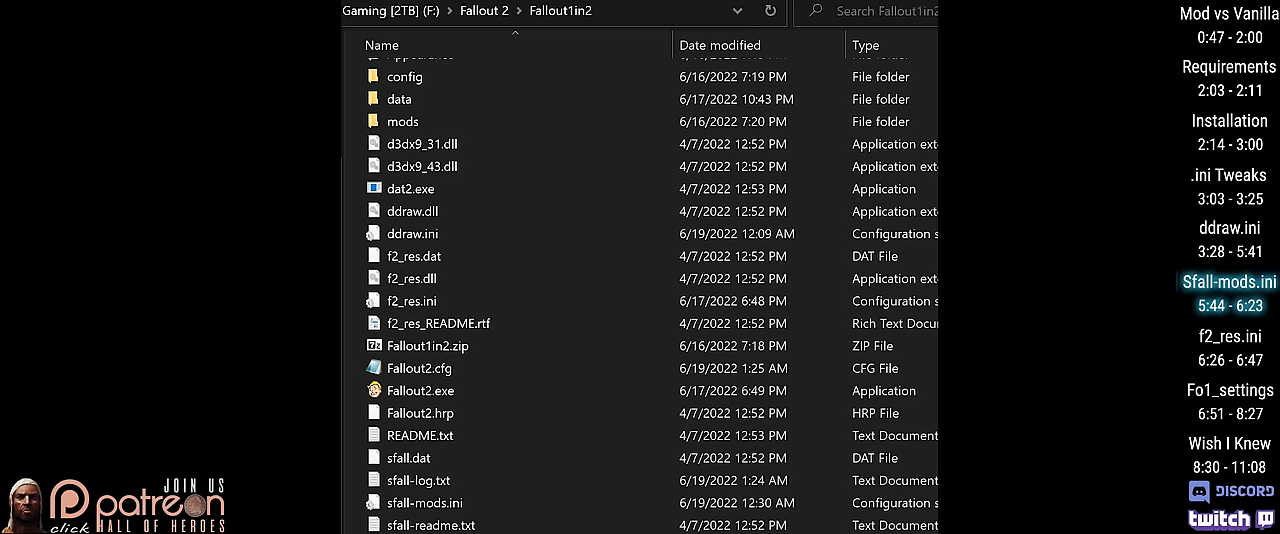 Gaming [2TB] (F:) > Fallout 2 > Fallout1in2
Search Fallout1in2
Name Date modified Type
config 6/16/2022 7:19 PM File folder
data 6/17/2022 10:43 PM File folder
mods 6/16/2022 7:20 PM File folder
d3dx9_31.dll 4/7/2022 12:52 PM Application ext
d3dx9_43.dll 4/7/2022 12:52 PM Application ext
dat2.exe 4/7/2022 12:53 PM Application
ddraw.dll 4/7/2022 12:52 PM Application ext
ddraw.ini 6/19/2022 12:09 AM Configuration s
f2_res.dat 4/7/2022 12:52 PM DAT File
f2_res.dll 4/7/2022 12:52 PM Application ext
f2_res.ini 6/17/2022 6:48 PM Configuration s
f2_res_README.rtf 4/7/2022 12:52 PM Rich Text Docu
Fallout1in2.zip 6/16/2022 7:18 PM ZIP File
Fallout2.cfg 6/19/2022 1:25 AM CFG File
Fallout2.exe 6/17/2022 6:49 PM Application
Fallout2.hrp 4/7/2022 12:52 PM HRP File
README.txt 4/7/2022 12:53 PM Text Document
sfall.dat 4/7/2022 12:52 PM DAT File
sfall-log.txt 6/19/2022 1:24 AM Text Document
sfall-mods.ini 6/19/2022 12:30 AM Configuration s
sfall-readme.txt 4/7/2022 12:52 PM Text Document
Mod vs Vanilla
0:47 - 2:00
Requirements
2:03 - 2:11
Installation
2:14 - 3:00
.ini Tweaks
3:03 - 3:25
ddraw.ini
3:28 - 5:41
Sfall-mods.ini
5:44 - 6:23
f2_res.ini
6:26 - 6:47
Fo1_settings
6:51 - 8:27
Wish I Knew
8:30 - 11:08
DISCORD
twitch
JOIN US
patreon
click HALL OF HEROES